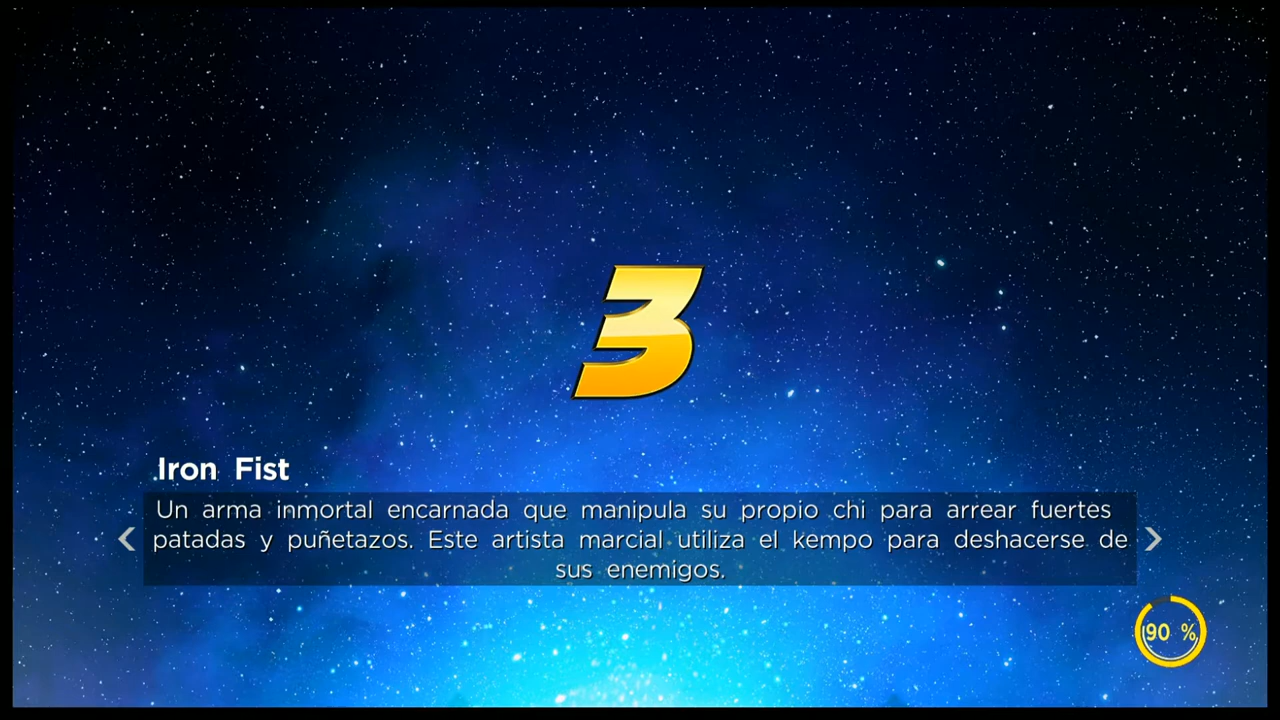 3
Iron Fist
Un arma inmortal encarnada que manipula su propio chi para arrear fuertes
patadas y puñetazos. Este artista marcial utiliza el kempo para deshacerse de
sus enemigos.
90 %